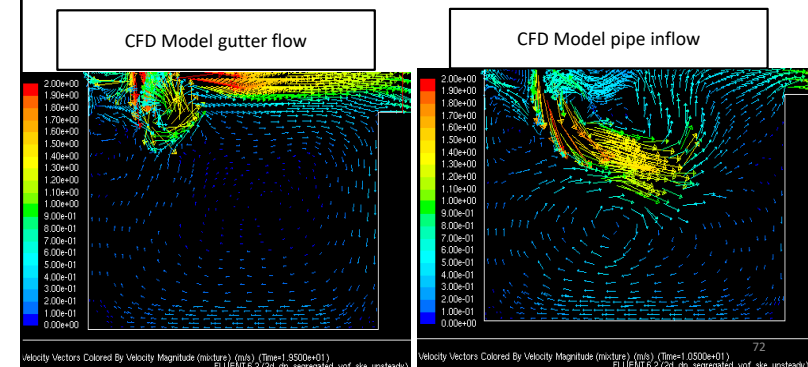 CFD Model gutter flow
2.00e+00
1.90e+00
1.80e+00
1.70e+00
1.60e+00
1.50e+00
1.40e+00
1.30e+00
1.20e+00
1.10e+00
1.00e+00
9.00e-01
8.00e-01
7.00e-01
6.00e-01
5.00e-01
4.00e-01
3.00e-01
2.00e-01
1.00e-01
0.00e+00
Velocity Vectors Colored By Velocity Magnitude (mixture) (m/s) (Time=1.9500e+01)
FLUENT 6.2 (2d, dp, segregated, vof, ske, unsteady)
CFD Model pipe inflow
2.00e+00
1.90e+00
1.80e+00
1.70e+00
1.60e+00
1.50e+00
1.40e+00
1.30e+00
1.20e+00
1.10e+00
1.00e+00
9.00e-01
8.00e-01
7.00e-01
6.00e-01
5.00e-01
4.00e-01
3.00e-01
2.00e-01
1.00e-01
0.00e+00
72
Velocity Vectors Colored By Velocity Magnitude (mixture) (m/s) (Time=1.0500e+01)
FLUENT 6.2 (2d, dp, segregated, vof, ske, unsteady)